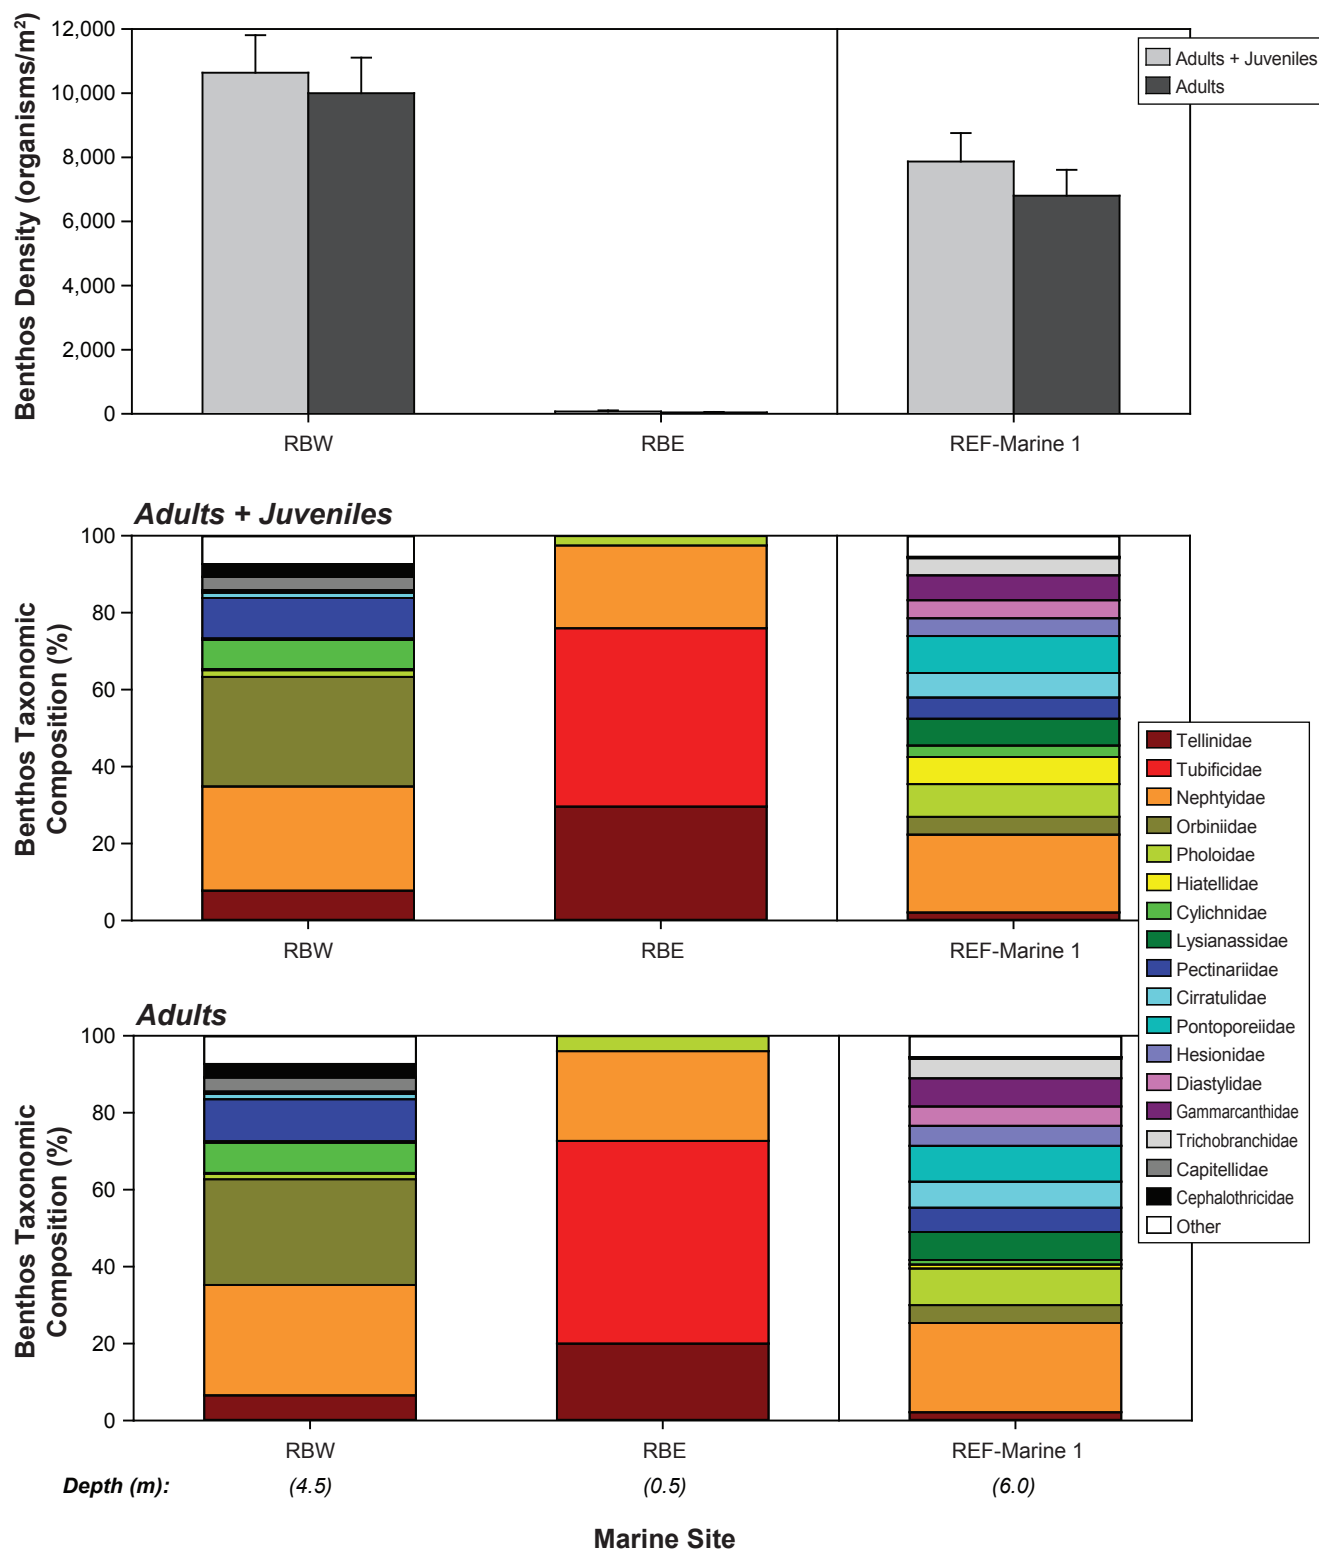 Benthos Density (organisms/m²)
12,000
10,000
8,000
6,000
4,000
2,000
0
RBW
RBE
REF-Marine 1
Adults + Juveniles
Adults
Adults + Juveniles
Benthos Taxonomic
Composition (%)
100
80
60
40
20
0
RBW
RBE
REF-Marine 1
Tellinidae
Tubificidae
Nephtyidae
Orbiniidae
Pholoidae
Hiatellidae
Cylichnidae
Lysianassidae
Pectinariidae
Cirratulidae
Pontoporeiidae
Hesionidae
Diastylidae
Gammarcanthidae
Trichobranchidae
Capitellidae
Cephalothricidae
Other
Adults
Benthos Taxonomic
Composition (%)
100
80
60
40
20
0
RBW
RBE
REF-Marine 1
Depth (m): (4.5) (0.5) (6.0)
Marine Site